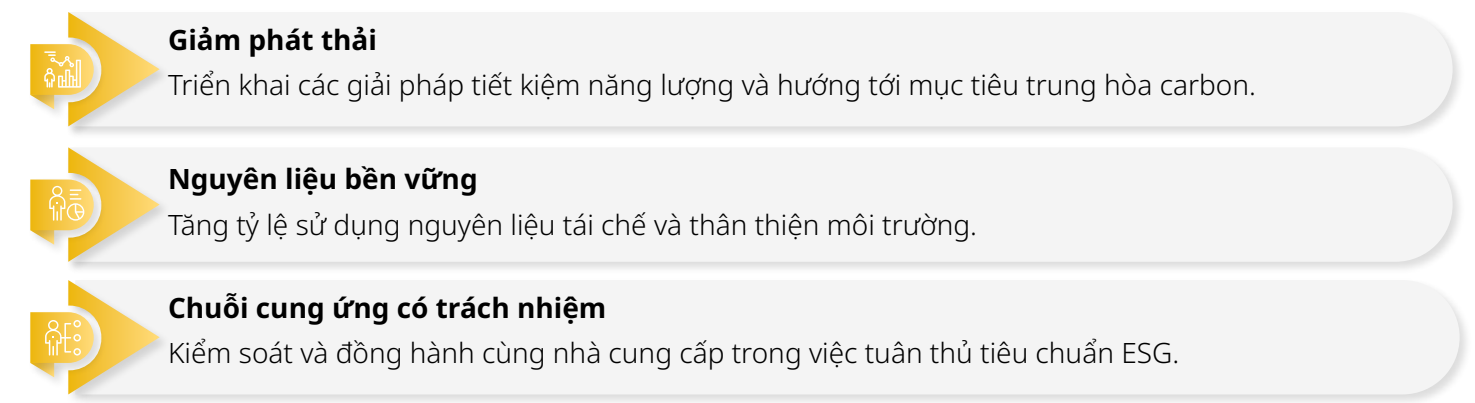 Giảm phát thải
Triển khai các giải pháp tiết kiệm năng lượng và hướng tới mục tiêu trung hòa carbon.
Nguyên liệu bền vững
Tăng tỷ lệ sử dụng nguyên liệu tái chế và thân thiện môi trường.
Chuỗi cung ứng có trách nhiệm
Kiểm soát và đồng hành cùng nhà cung cấp trong việc tuân thủ tiêu chuẩn ESG.